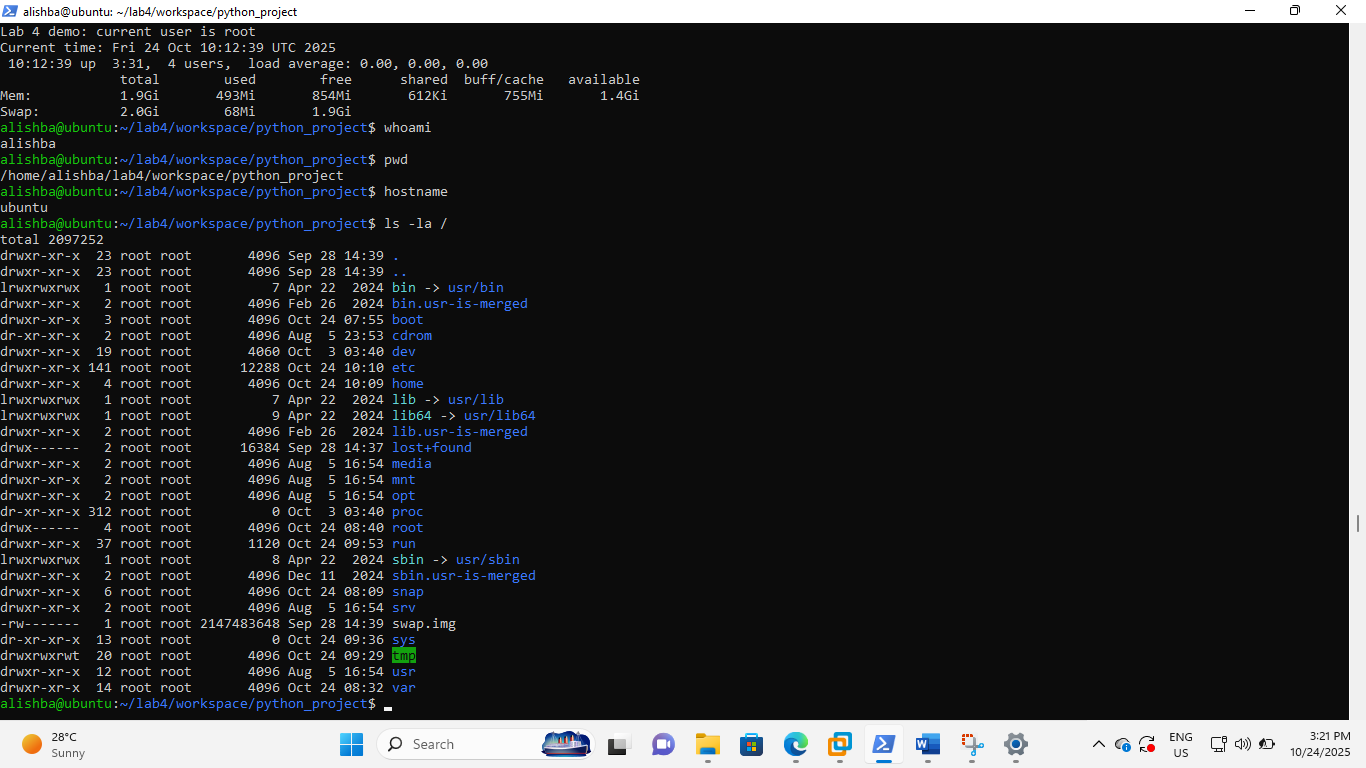 alishba@ubuntu: ~/lab4/workspace/python_project
Lab 4 demo: current user is root
Current time: Fri 24 Oct 10:12:39 UTC 2025
 10:12:39 up  3:31,  4 users,  load average: 0.00, 0.00, 0.00
               total        used        free      shared  buff/cache   available
Mem:           1.9Gi       493Mi       854Mi       612Ki       755Mi       1.4Gi
Swap:          2.0Gi        68Mi       1.9Gi
alishba@ubuntu:~/lab4/workspace/python_project$ whoami
alishba
alishba@ubuntu:~/lab4/workspace/python_project$ pwd
/home/alishba/lab4/workspace/python_project
alishba@ubuntu:~/lab4/workspace/python_project$ hostname
ubuntu
alishba@ubuntu:~/lab4/workspace/python_project$ ls -la /
total 2097252
drwxr-xr-x  23 root root       4096 Sep 28 14:39 .
drwxr-xr-x  23 root root       4096 Sep 28 14:39 ..
lrwxrwxrwx   1 root root          7 Apr 22  2024 bin -> usr/bin
drwxr-xr-x   2 root root       4096 Feb 26  2024 bin.usr-is-merged
drwxr-xr-x   3 root root       4096 Oct 24 07:55 boot
dr-xr-xr-x   2 root root       4096 Aug  5 23:53 cdrom
drwxr-xr-x  19 root root       4060 Oct  3 03:40 dev
drwxr-xr-x 141 root root      12288 Oct 24 10:10 etc
drwxr-xr-x   4 root root       4096 Oct 24 10:09 home
lrwxrwxrwx   1 root root          7 Apr 22  2024 lib -> usr/lib
lrwxrwxrwx   1 root root          9 Apr 22  2024 lib64 -> usr/lib64
drwxr-xr-x   2 root root       4096 Feb 26  2024 lib.usr-is-merged
drwx------   2 root root      16384 Sep 28 14:37 lost+found
drwxr-xr-x   2 root root       4096 Aug  5 16:54 media
drwxr-xr-x   2 root root       4096 Aug  5 16:54 mnt
drwxr-xr-x   2 root root       4096 Aug  5 16:54 opt
dr-xr-xr-x 312 root root          0 Oct  3 03:40 proc
drwx------   4 root root       4096 Oct 24 08:40 root
drwxr-xr-x  37 root root       1120 Oct 24 09:53 run
lrwxrwxrwx   1 root root          8 Apr 22  2024 sbin -> usr/sbin
drwxr-xr-x   2 root root       4096 Dec 11  2024 sbin.usr-is-merged
drwxr-xr-x   6 root root       4096 Oct 24 08:09 snap
drwxr-xr-x   2 root root       4096 Aug  5 16:54 srv
-rw-------   1 root root 2147483648 Sep 28 14:39 swap.img
dr-xr-xr-x  13 root root          0 Oct 24 09:36 sys
drwxrwxrwt  20 root root       4096 Oct 24 09:29 tmp
drwxr-xr-x  12 root root       4096 Aug  5 16:54 usr
drwxr-xr-x  14 root root       4096 Oct 24 08:32 var
alishba@ubuntu:~/lab4/workspace/python_project$
28°C
Sunny
Search
ENG
US
3:21 PM
10/24/2025